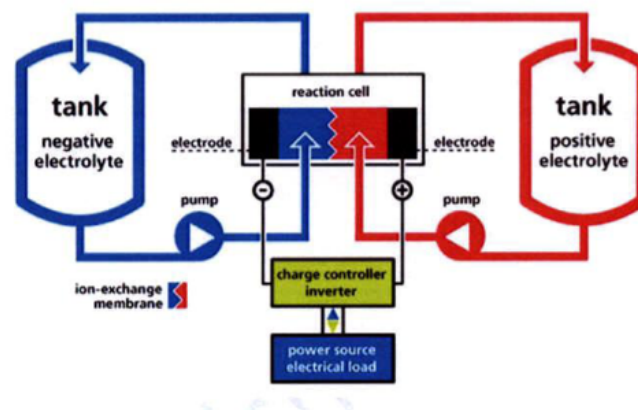 reaction cell
tank
negative
electrolyte
electrode
electrode
tank
positive
electrolyte
pump
pump
−
+
charge controller
inverter
ion-exchange
membrane
power source
electrical load